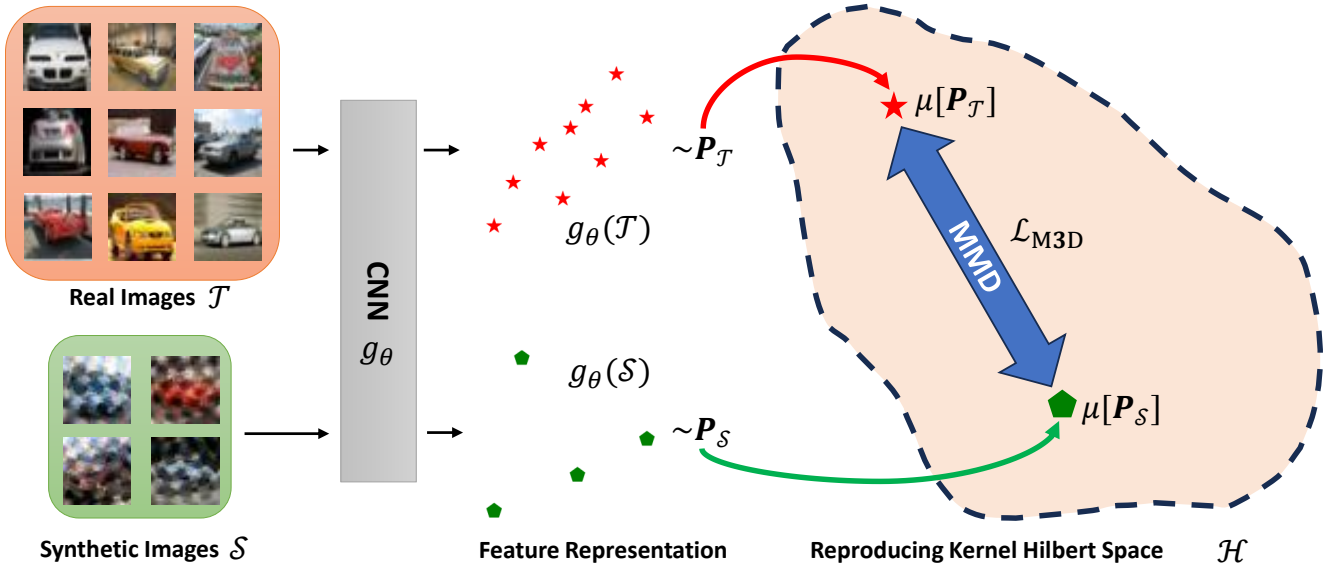 Real Images 𝒯
Synthetic Images 𝒮
CNN
g_θ
g_θ(𝒯)
g_θ(𝒮)
Feature Representation
~P_𝒯
~P_𝒮
μ[P_𝒯]
MMD
ℒ_M3D
μ[P_𝒮]
Reproducing Kernel Hilbert Space ℋ